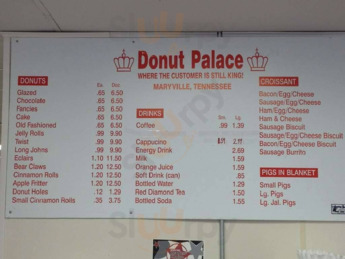 Donut Palace
WHERE THE CUSTOMER IS STILL KING!
MARYVILLE, TENNESSEE
DONUTS
Ea. Doz
Glazed .65 6.50
Chocolate .65 6.50
Fancies .65 6.50
Cake .65 6.50
Old Fashioned .65 6.50
Jelly Rolls .99 9.90
Twist .99 9.90
Long Johns .99 9.90
Eclairs 1.10 11.50
Bear Claws 1.20 12.50
Cinnamon Rolls 1.20 12.50
Apple Fritter 1.20 12.50
Donut Holes .12 1.29
Small Cinnamon Rolls .35 3.75
DRINKS
Sm. Lg.
Coffee .99 1.39
Cappucino
Energy Drink 2.69
Milk 1.59
Orange Juice 1.59
Soft Drink (can) .85
Bottled Water 1.29
Red Diamond Tea 1.50
Bottled Soda 1.55
CROISSANT
Bacon/Egg/Cheese
Sausage/Egg/Cheese
Ham/Egg/Cheese
Ham & Cheese
Sausage Biscuit
Sausage/Egg/Cheese Biscuit
Bacon/Egg/Cheese Biscuit
Sausage Burrito
PIGS IN BLANKET
Small Pigs
Lg. Pigs
Lg. Jal. Pigs